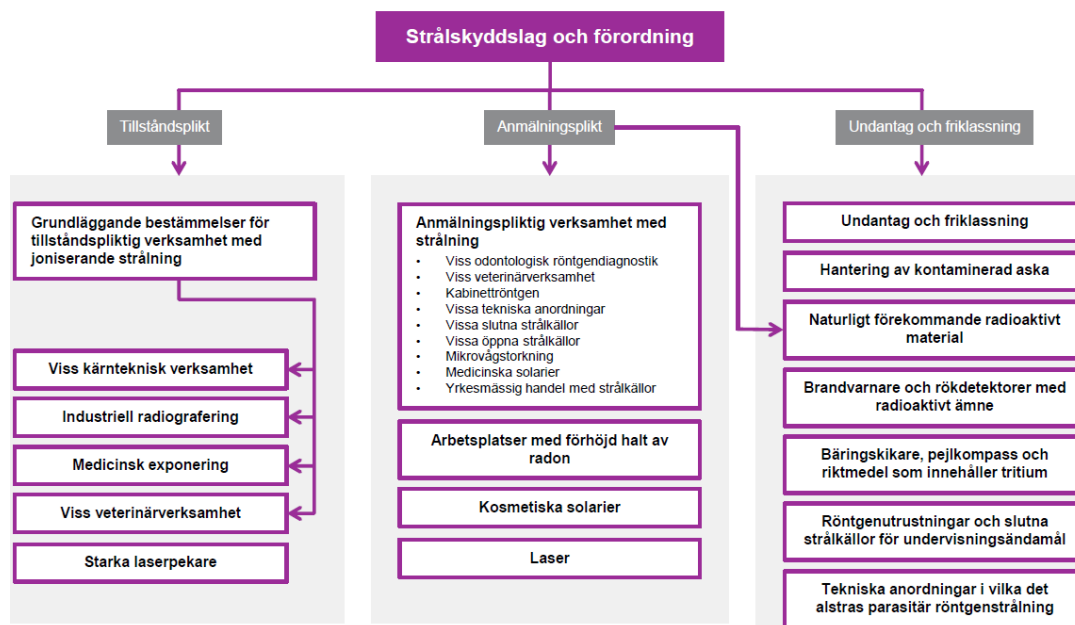 Strålskyddslag och förordning
Tillståndsplikt
Anmälningsplikt
Undantag och friklassning
Grundläggande bestämmelser för
tillståndspliktig verksamhet med
joniserande strålning
Viss kärnteknisk verksamhet
Industriell radiografering
Medicinsk exponering
Viss veterinärverksamhet
Starka laserpekare
Anmälningspliktig verksamhet med
strålning
• Viss odontologisk röntgendiagnostik
• Viss veterinärverksamhet
• Kabinettröntgen
• Vissa tekniska anordningar
• Vissa slutna strålkällor
• Vissa öppna strålkällor
• Mikrovågstorkning
• Medicinska solarier
• Yrkesmässig handel med strålkällor
Arbetsplatser med förhöjd halt av
radon
Kosmetiska solarier
Laser
Undantag och friklassning
Hantering av kontaminerad aska
Naturligt förekommande radioaktivt
material
Brandvarnare och rökdetektorer med
radioaktivt ämne
Bäringskikare, pejlkompass och
riktmedel som innehåller tritium
Röntgenutrustningar och slutna
strålkällor för undervisningsändamål
Tekniska anordningar i vilka det
alstras parasitär röntgenstrålning